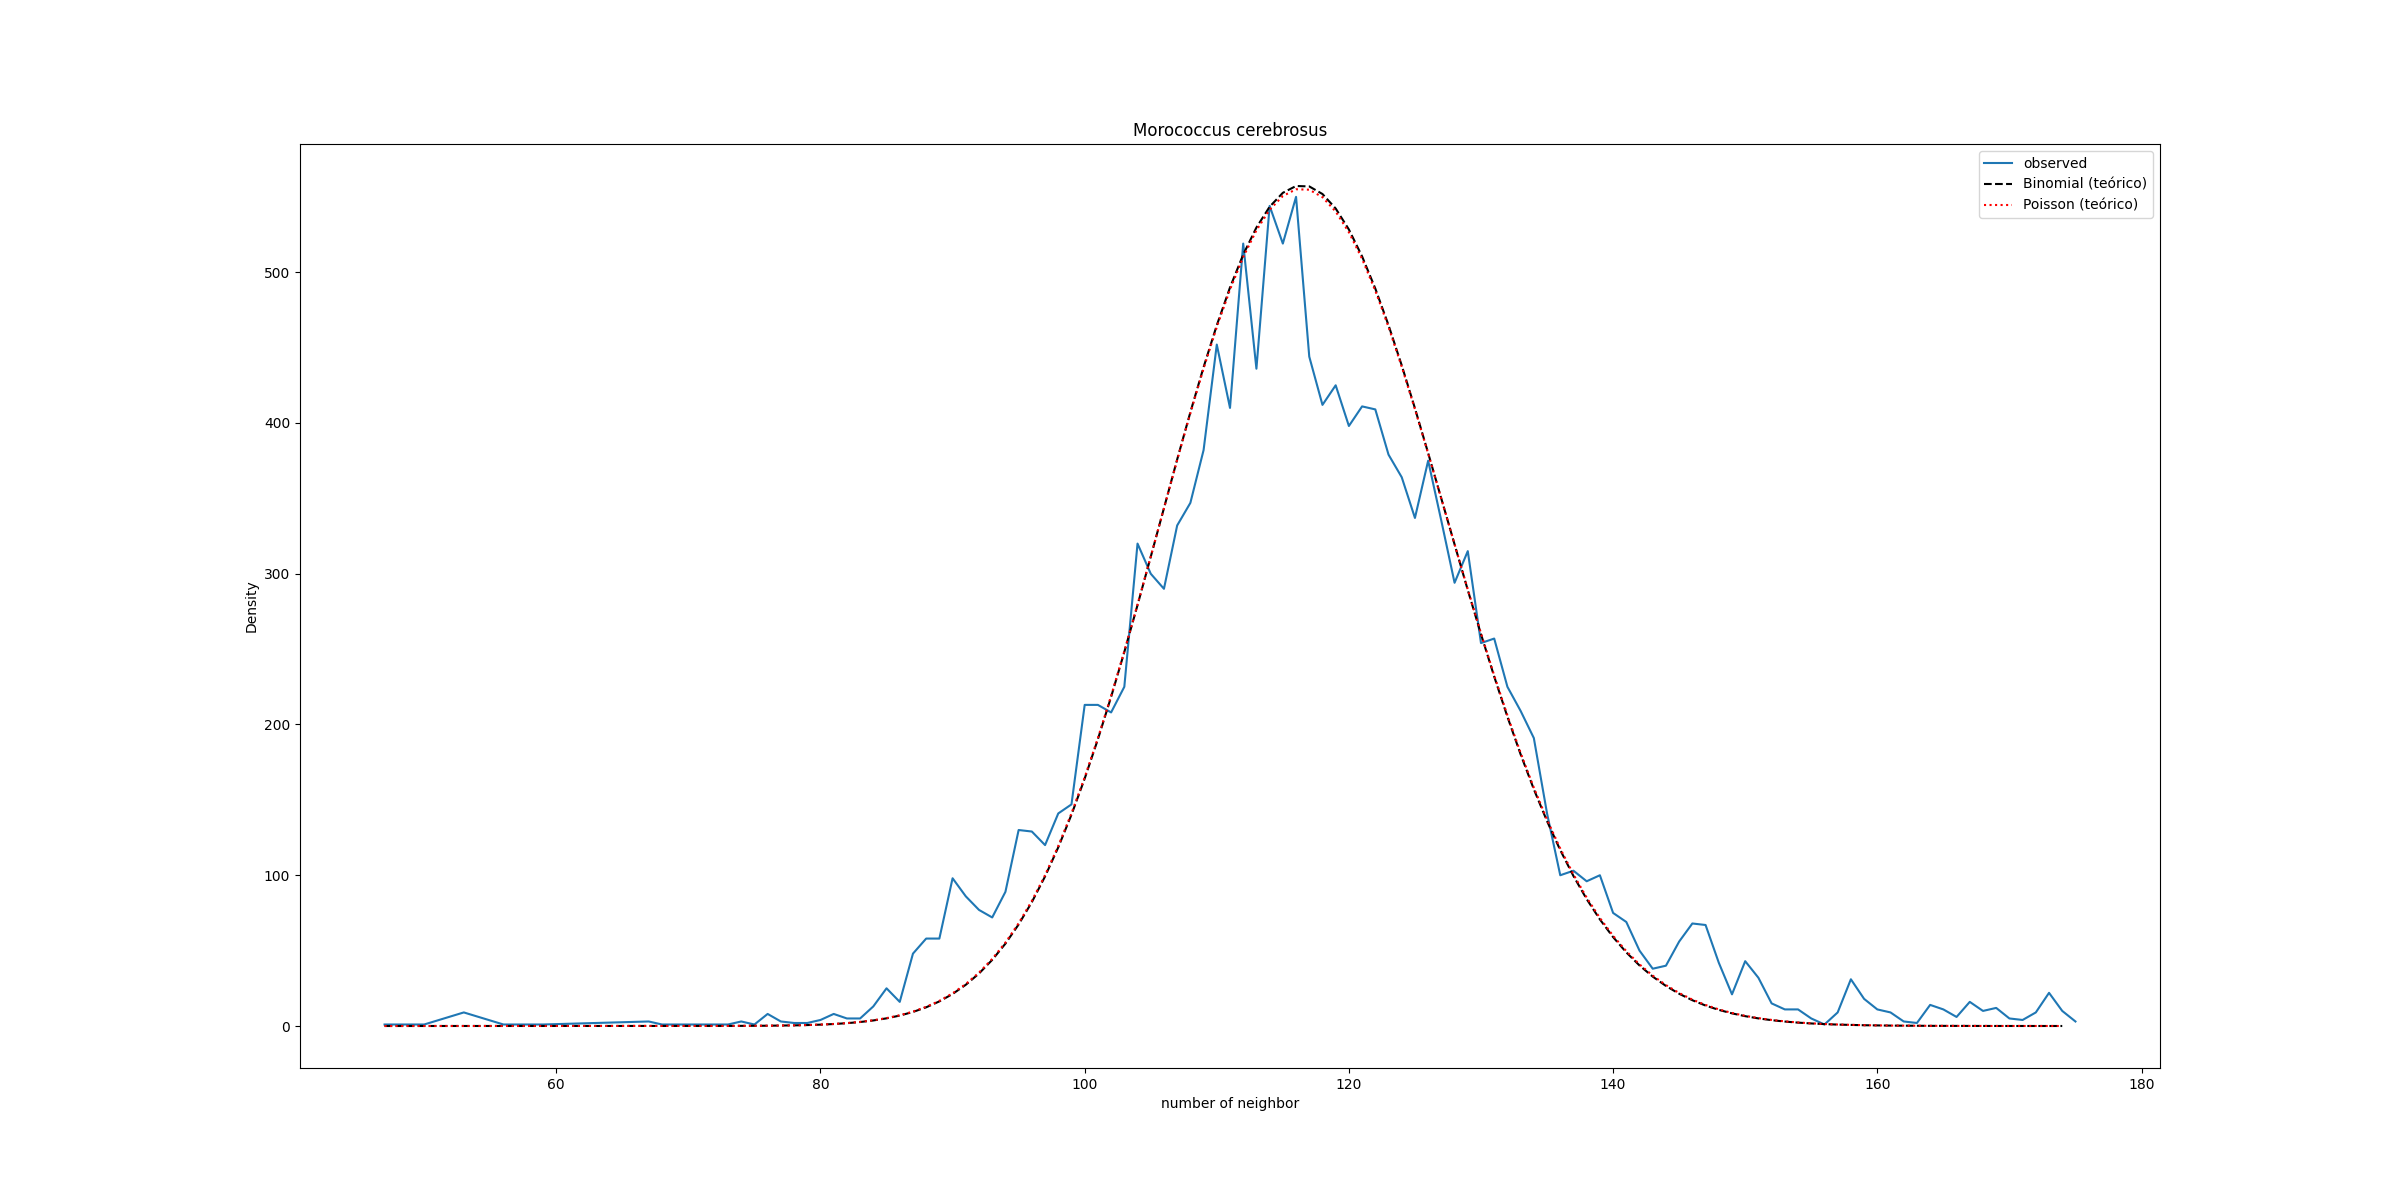 Morococcus cerebrosus
observed
Binomial (teórico)
Poisson (teórico)
500
400
300
200
100
0
Density
60 80 100 120 140 160 180
number of neighbor